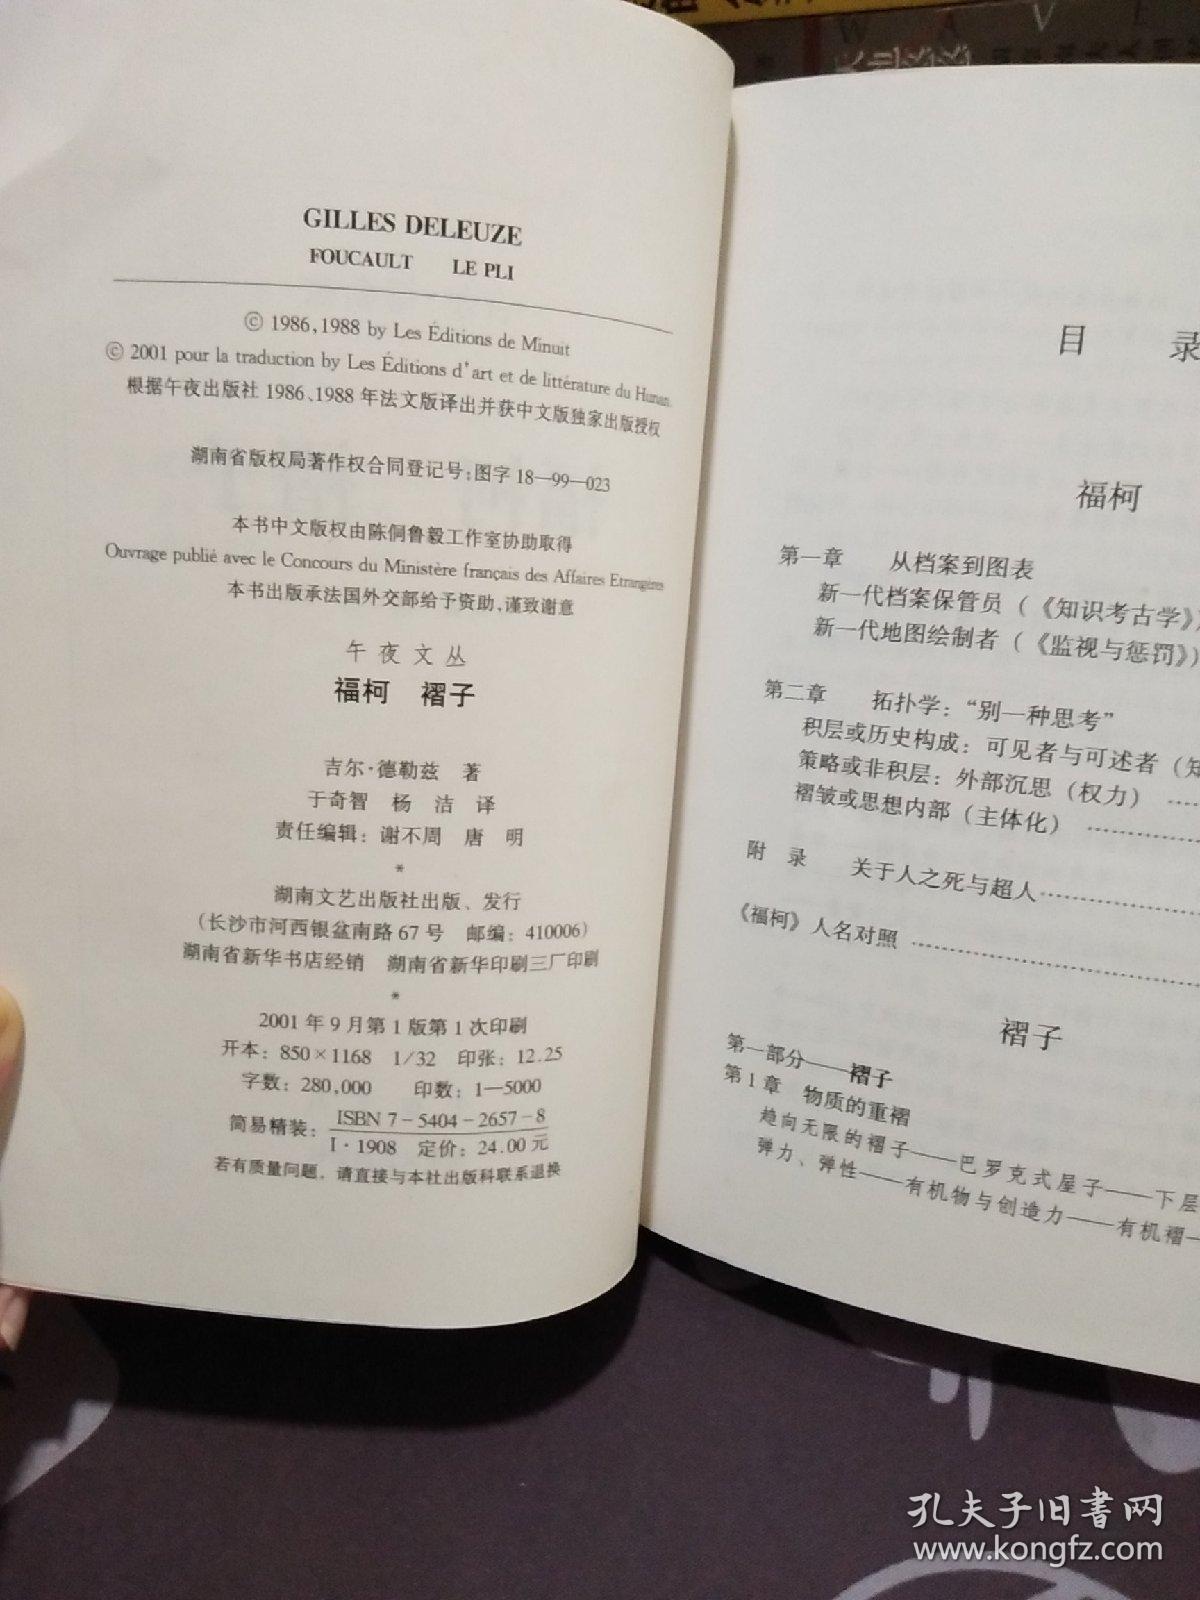 GILLES DELEUZE
FOUCAULT LE PLI
© 1986, 1988 by Les Éditions de Minuit
© 2001 pour la traduction by Les Éditions d'art et de littérature du Hunan.
根据午夜出版社 1986、1988 年法文版译出并获中文版独家出版授权
湖南省版权局著作权合同登记号：图字 18—99—023
本书中文版权由陈侗鲁毅工作室协助取得
Ouvrage publié avec le Concours du Ministère français des Affaires Etrangères
本书出版承法国外交部给予资助，谨致谢意
午夜文丛
福柯 褶子
吉尔·德勒兹 著
于奇智 杨 洁 译
责任编辑：谢不周 唐 明
*
湖南文艺出版社出版、发行
（长沙市河西银盆南路 67 号 邮编：410006）
湖南省新华书店经销 湖南省新华印刷三厂印刷
*
2001 年 9 月第 1 版第 1 次印刷
开本：850×1168 1/32 印张：12.25
字数：280,000 印数：1—5000
简易精装：ISBN 7-5404-2657-8
I·1908 定价：24.00 元
若有质量问题，请直接与本社出版科联系退换
目 录
福柯
第一章 从档案到图表
新一代档案保管员（《知识考古学》）
新一代地图绘制者（《监视与惩罚》）
第二章 拓扑学：“别一种思考”
积层或历史构成：可见者与可述者（知
策略或非积层：外部沉思（权力）……
褶皱或思想内部（主体化）……
附 录 关于人之死与超人……
《福柯》人名对照……
褶子
第一部分——褶子
第 1 章 物质的重褶
趋向无限的褶子——巴罗克式屋子——下层
弹力、弹性——有机物与创造力——有机褶—
孔夫子旧书网
www.kongfz.com